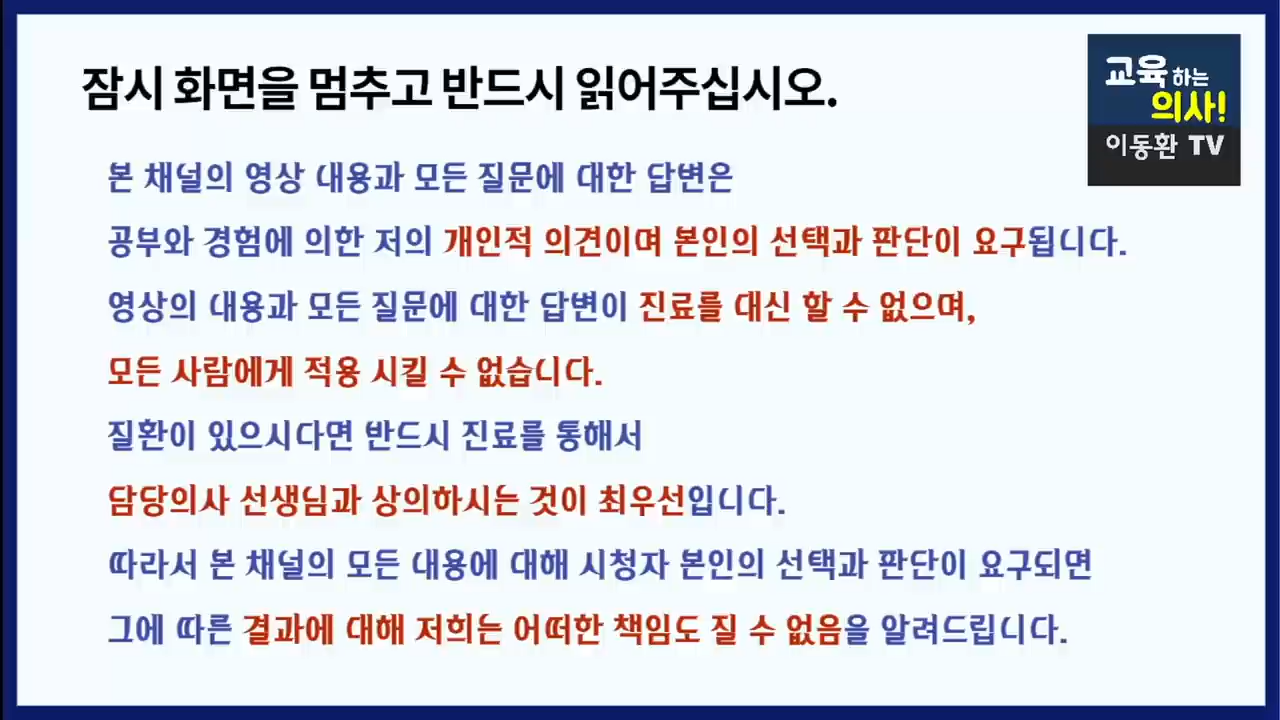 잠시 화면을 멈추고 반드시 읽어주십시오.
교육하는
의사!
이동환 TV
본 채널의 영상 내용과 모든 질문에 대한 답변은
공부와 경험에 의한 저의 개인적 의견이며 본인의 선택과 판단이 요구됩니다.
영상의 내용과 모든 질문에 대한 답변이 진료를 대신 할 수 없으며,
모든 사람에게 적용 시킬 수 없습니다.
질환이 있으시다면 반드시 진료를 통해서
담당의사 선생님과 상의하시는 것이 최우선입니다.
따라서 본 채널의 모든 내용에 대해 시청자 본인의 선택과 판단이 요구되면
그에 따른 결과에 대해 저희는 어떠한 책임도 질 수 없음을 알려드립니다.